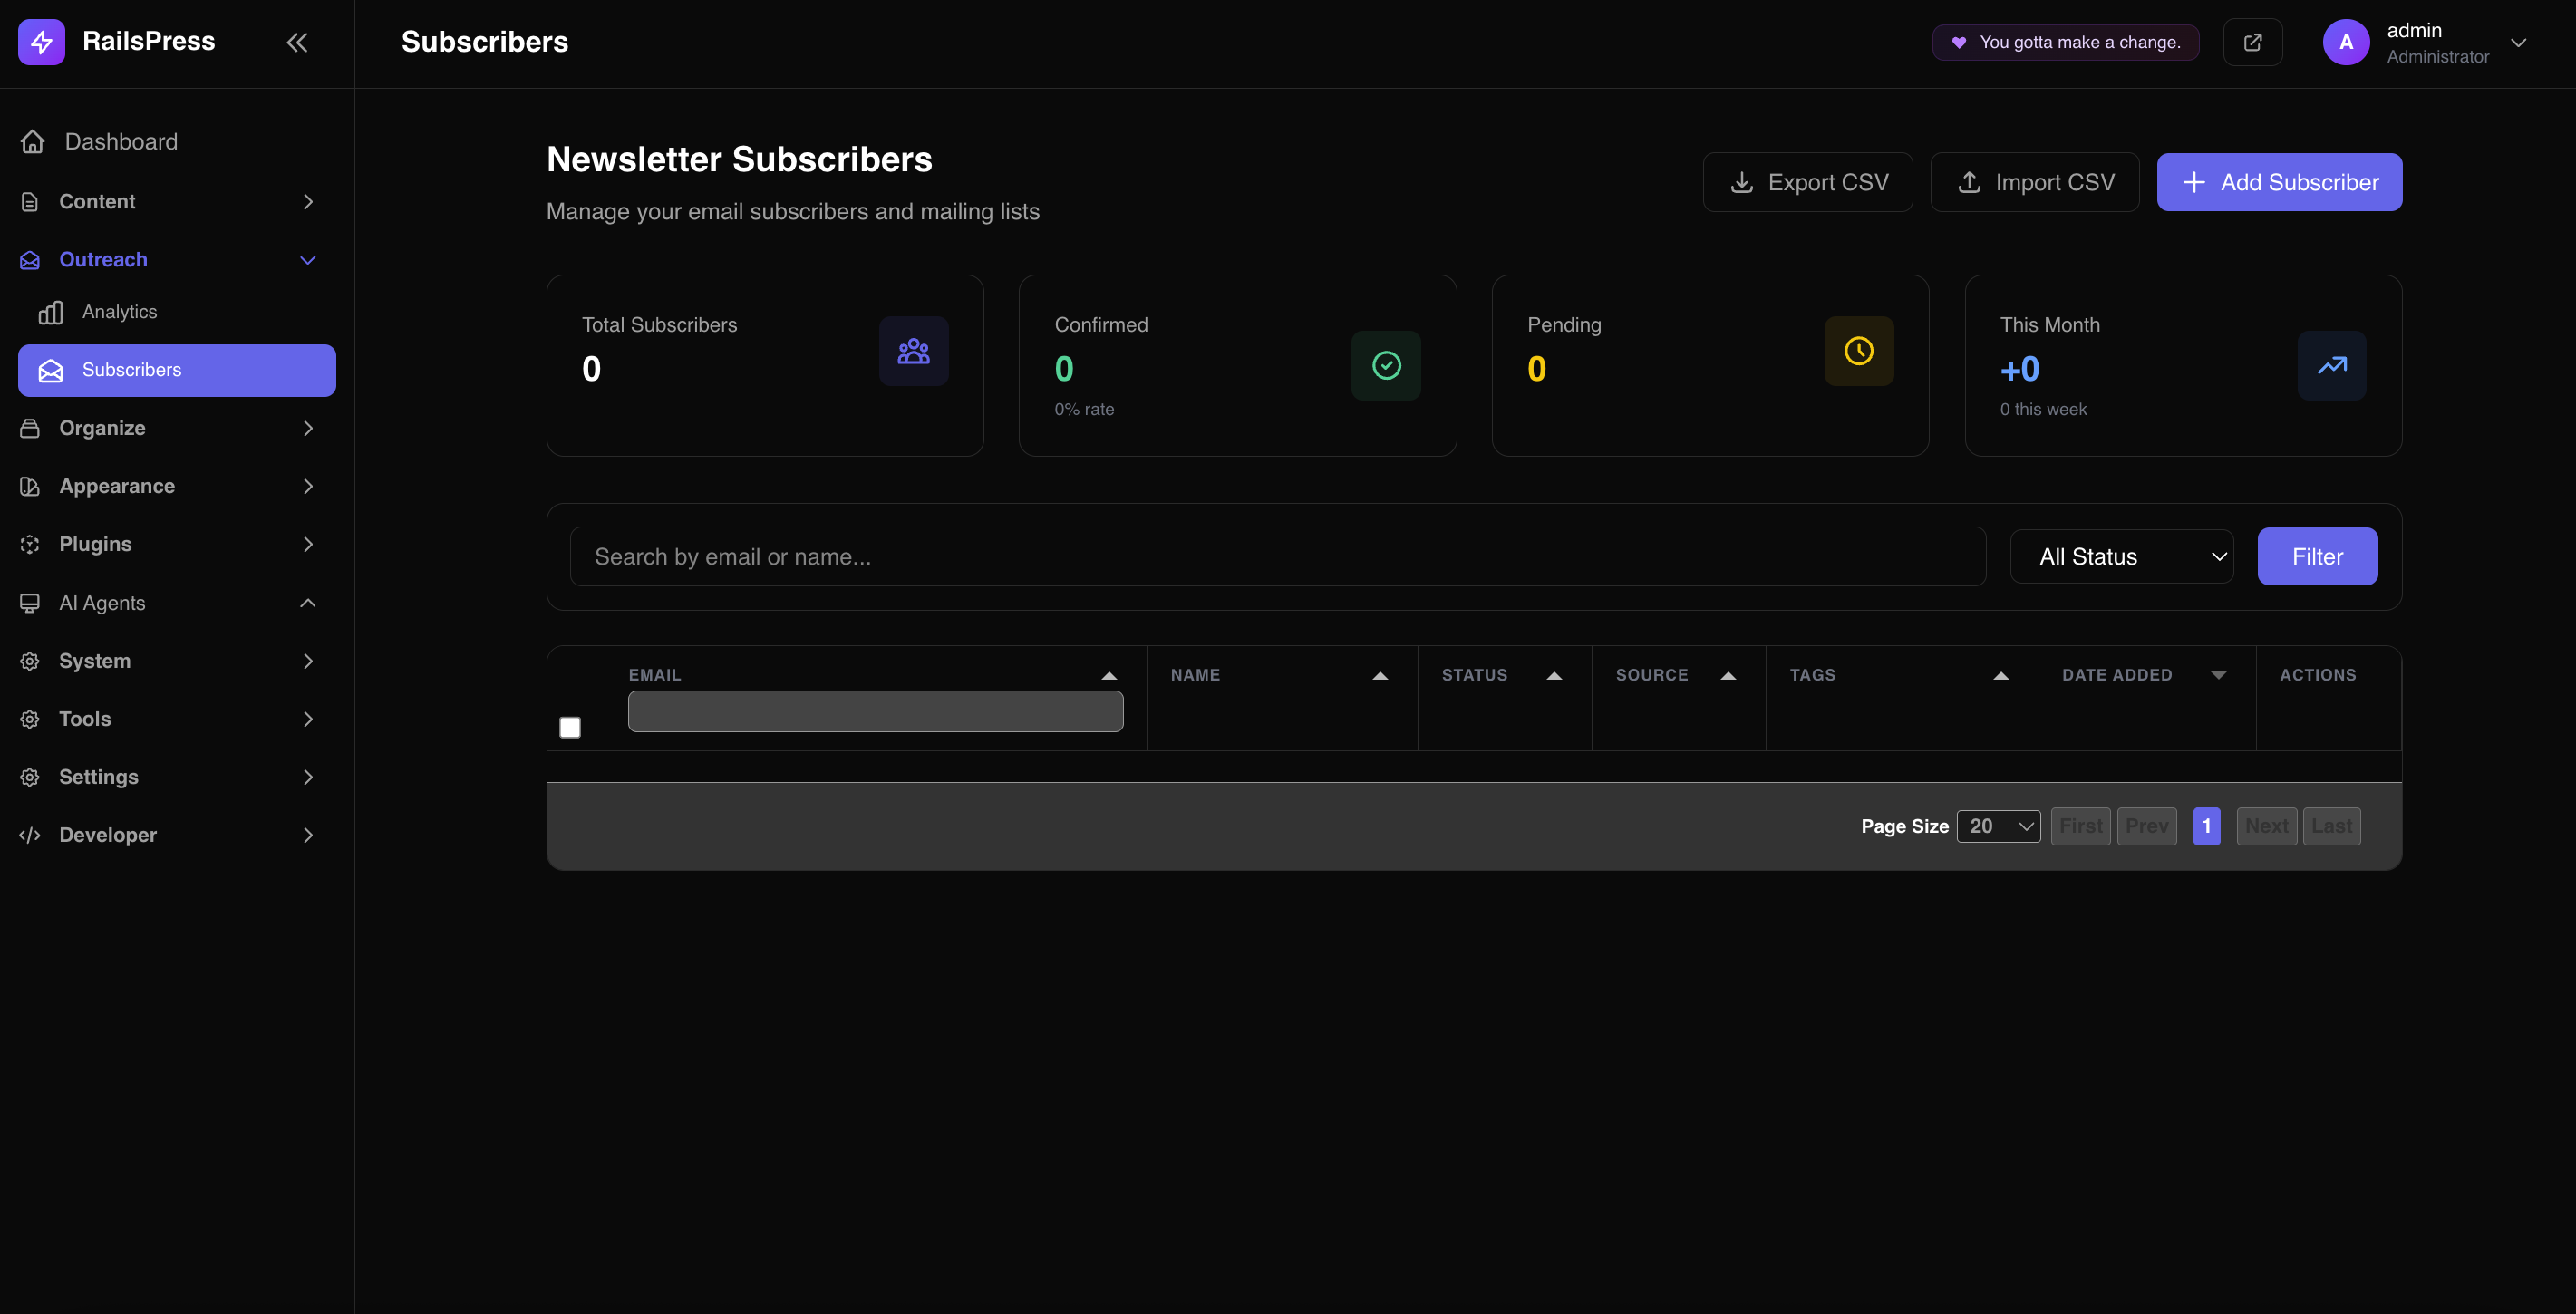 RailsPress
Subscribers
You gotta make a change.
A
admin
Administrator
Dashboard
Content
Outreach
Analytics
Subscribers
Organize
Appearance
Plugins
AI Agents
System
Tools
Settings
Developer
Newsletter Subscribers
Manage your email subscribers and mailing lists
Export CSV
Import CSV
Add Subscriber
Total Subscribers
0
Confirmed
0
0% rate
Pending
0
This Month
+0
0 this week
Search by email or name...
All Status
Filter
EMAIL NAME STATUS SOURCE TAGS DATE ADDED ACTIONS
Page Size 20 First Prev 1 Next Last